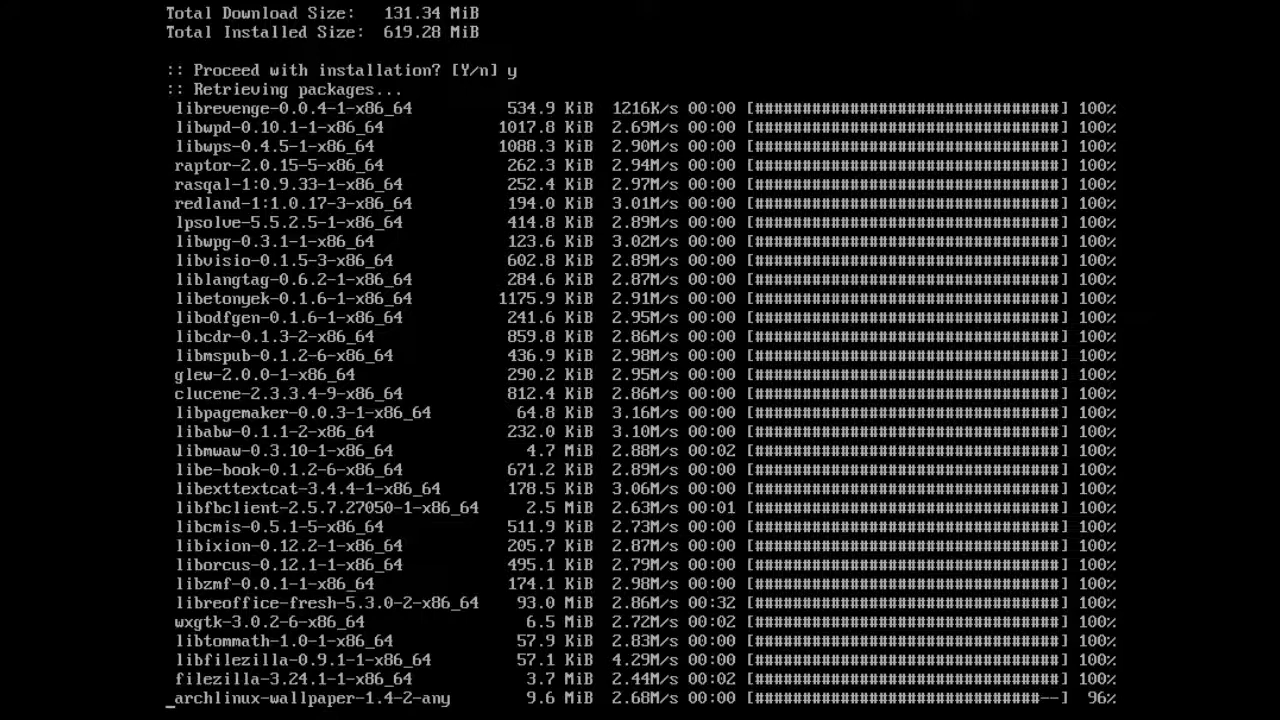 Total Download Size:   131.34 MiB
Total Installed Size:  619.28 MiB
:: Proceed with installation? [Y/n] y
:: Retrieving packages...
librevenge-0.0.4-1-x86_64 534.9 KiB 1216K/s 00:00 [################################] 100%
libwpd-0.10.1-1-x86_64 1017.8 KiB 2.69M/s 00:00 [################################] 100%
libwps-0.4.5-1-x86_64 1088.3 KiB 2.90M/s 00:00 [################################] 100%
raptor-2.0.15-5-x86_64 262.3 KiB 2.94M/s 00:00 [################################] 100%
rasqal-1:0.9.33-1-x86_64 252.4 KiB 2.97M/s 00:00 [################################] 100%
redland-1:1.0.17-3-x86_64 194.0 KiB 3.01M/s 00:00 [################################] 100%
lpsolve-5.5.2.5-1-x86_64 414.8 KiB 2.89M/s 00:00 [################################] 100%
libwpg-0.3.1-1-x86_64 123.6 KiB 3.02M/s 00:00 [################################] 100%
libvisio-0.1.5-3-x86_64 602.8 KiB 2.89M/s 00:00 [################################] 100%
liblangtag-0.6.2-1-x86_64 284.6 KiB 2.87M/s 00:00 [################################] 100%
libetonyek-0.1.6-1-x86_64 1175.9 KiB 2.91M/s 00:00 [################################] 100%
libodfgen-0.1.6-1-x86_64 241.6 KiB 2.95M/s 00:00 [################################] 100%
libcdr-0.1.3-2-x86_64 859.8 KiB 2.86M/s 00:00 [################################] 100%
libmspub-0.1.2-6-x86_64 436.9 KiB 2.98M/s 00:00 [################################] 100%
glew-2.0.0-1-x86_64 290.2 KiB 2.95M/s 00:00 [################################] 100%
clucene-2.3.3.4-9-x86_64 812.4 KiB 2.86M/s 00:00 [################################] 100%
libpagemaker-0.0.3-1-x86_64 64.8 KiB 3.16M/s 00:00 [################################] 100%
libabw-0.1.1-2-x86_64 232.0 KiB 3.10M/s 00:00 [################################] 100%
libmwaw-0.3.10-1-x86_64 4.7 MiB 2.88M/s 00:02 [################################] 100%
libe-book-0.1.2-6-x86_64 671.2 KiB 2.89M/s 00:00 [################################] 100%
libexttextcat-3.4.4-1-x86_64 178.5 KiB 3.06M/s 00:00 [################################] 100%
libfbclient-2.5.7.27050-1-x86_64 2.5 MiB 2.63M/s 00:01 [################################] 100%
libcmis-0.5.1-5-x86_64 511.9 KiB 2.73M/s 00:00 [################################] 100%
libixion-0.12.2-1-x86_64 205.7 KiB 2.87M/s 00:00 [################################] 100%
liborcus-0.12.1-1-x86_64 495.1 KiB 2.79M/s 00:00 [################################] 100%
libzmf-0.0.1-1-x86_64 174.1 KiB 2.98M/s 00:00 [################################] 100%
libreoffice-fresh-5.3.0-2-x86_64 93.0 MiB 2.86M/s 00:32 [################################] 100%
wxgtk-3.0.2-6-x86_64 6.5 MiB 2.72M/s 00:02 [################################] 100%
libtommath-1.0-1-x86_64 57.9 KiB 2.83M/s 00:00 [################################] 100%
libfilezilla-0.9.1-1-x86_64 57.1 KiB 4.29M/s 00:00 [################################] 100%
filezilla-3.24.1-1-x86_64 3.7 MiB 2.44M/s 00:02 [################################] 100%
_archlinux-wallpaper-1.4-2-any 9.6 MiB 2.68M/s 00:00 [##############################--] 96%